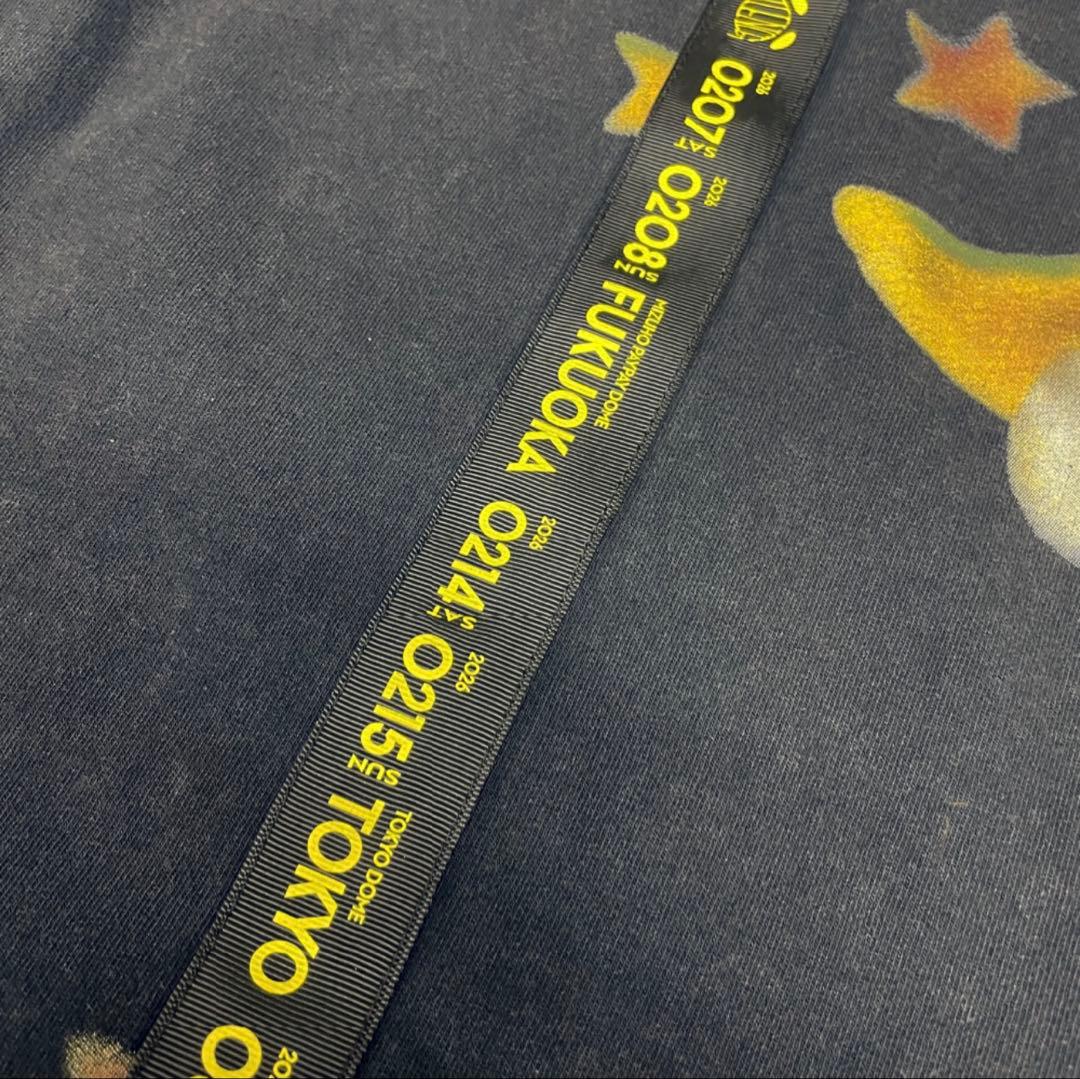 2026
0207 SAT
2026
0208 SUN
MIZUHO PAYPAY DOME
FUKUOKA
2026
0214 SAT
2026
0215 SUN
TOKYO DOME
TOKYO